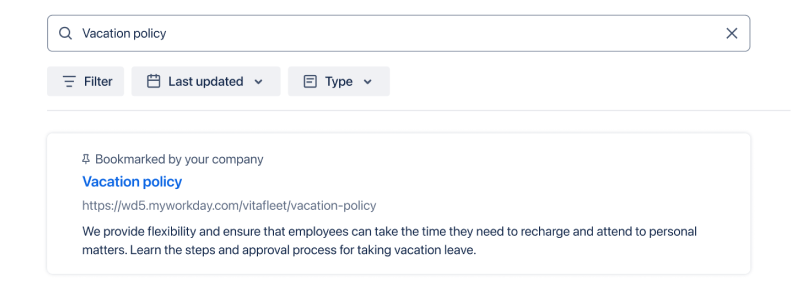 Vacation policy
Filter
Last updated
Type
Bookmarked by your company
Vacation policy
https://wd5.myworkday.com/vitafleet/vacation-policy
We provide flexibility and ensure that employees can take the time they need to recharge and attend to personal
matters. Learn the steps and approval process for taking vacation leave.